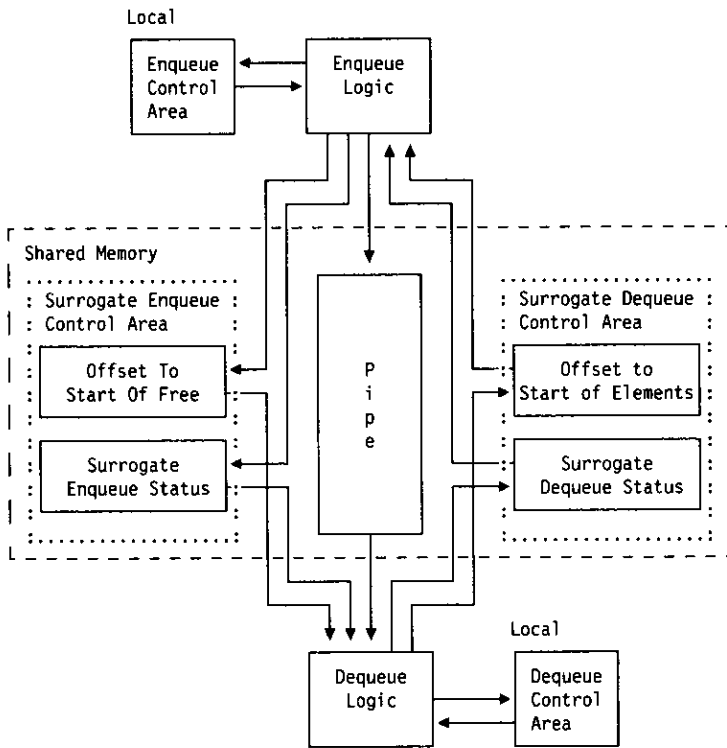 Local
Enqueue
Control
Area
Enqueue
Logic
Shared Memory
Surrogate Enqueue
Control Area
Offset To
Start Of Free
Surrogate
Enqueue Status
P
i
p
e
Surrogate Dequeue
Control Area
Offset to
Start of Elements
Surrogate
Dequeue Status
Dequeue
Logic
Local
Dequeue
Control
Area